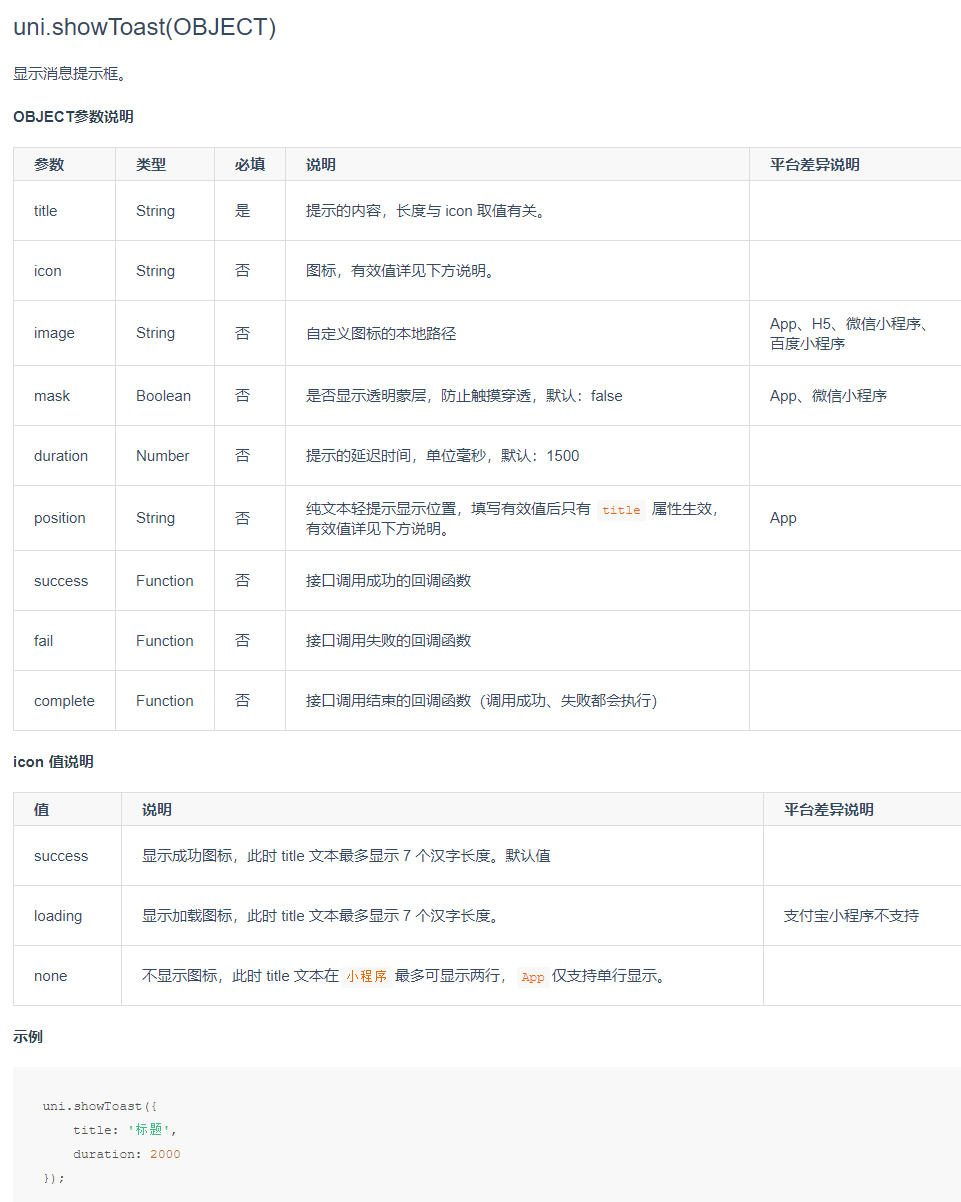 uni.showToast(OBJECT)
显示消息提示框。
OBJECT参数说明
参数 类型 必填 说明 平台差异说明
title String 是 提示的内容，长度与 icon 取值有关。
icon String 否 图标，有效值详见下方说明。
image String 否 自定义图标的本地路径 App、H5、微信小程序、
百度小程序
mask Boolean 否 是否显示透明蒙层，防止触摸穿透，默认：false App、微信小程序
duration Number 否 提示的延迟时间，单位毫秒，默认：1500
position String 否 纯文本轻提示显示位置，填写有效值后只有 title 属性生效，
有效值详见下方说明。 App
success Function 否 接口调用成功的回调函数
fail Function 否 接口调用失败的回调函数
complete Function 否 接口调用结束的回调函数（调用成功、失败都会执行）
icon 值说明
值 说明 平台差异说明
success 显示成功图标，此时 title 文本最多显示 7 个汉字长度。默认值
loading 显示加载图标，此时 title 文本最多显示 7 个汉字长度。 支付宝小程序不支持
none 不显示图标，此时 title 文本在 小程序 最多可显示两行， App 仅支持单行显示。
示例
uni.showToast({
title: '标题',
duration: 2000
});